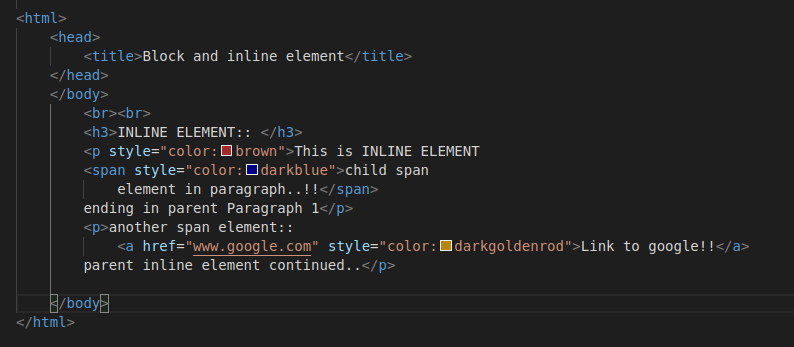 <html>
<head>
<title>Block and inline element</title>
</head>
</body>
<br><br>
<h3>INLINE ELEMENT:: </h3>
<p style="color:brown">This is INLINE ELEMENT
<span style="color:darkblue">child span
element in paragraph..!!</span>
ending in parent Paragraph 1</p>
<p>another span element::
<a href="www.google.com" style="color:darkgoldenrod">Link to google!!</a>
parent inline element continued..</p>
</body>
</html>